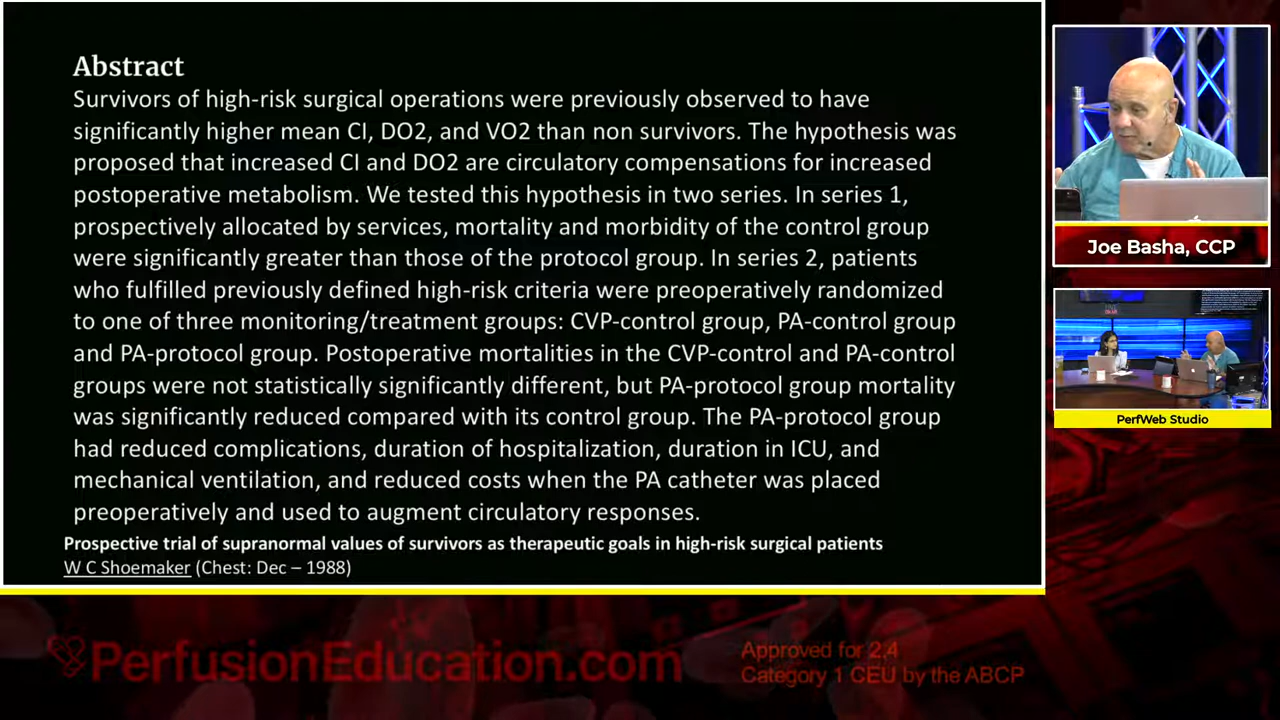 Abstract
Survivors of high-risk surgical operations were previously observed to have
significantly higher mean CI, DO2, and VO2 than non survivors. The hypothesis was
proposed that increased CI and DO2 are circulatory compensations for increased
postoperative metabolism. We tested this hypothesis in two series. In series 1,
prospectively allocated by services, mortality and morbidity of the control group
were significantly greater than those of the protocol group. In series 2, patients
who fulfilled previously defined high-risk criteria were preoperatively randomized
to one of three monitoring/treatment groups: CVP-control group, PA-control group
and PA-protocol group. Postoperative mortalities in the CVP-control and PA-control
groups were not statistically significantly different, but PA-protocol group mortality
was significantly reduced compared with its control group. The PA-protocol group
had reduced complications, duration of hospitalization, duration in ICU, and
mechanical ventilation, and reduced costs when the PA catheter was placed
preoperatively and used to augment circulatory responses.
Prospective trial of supranormal values of survivors as therapeutic goals in high-risk surgical patients
W C Shoemaker (Chest: Dec – 1988)
Joe Basha, CCP
PerfWeb Studio
PerfusionEducation.com
Approved for 2,4
Category 1 CEU by the ABCP